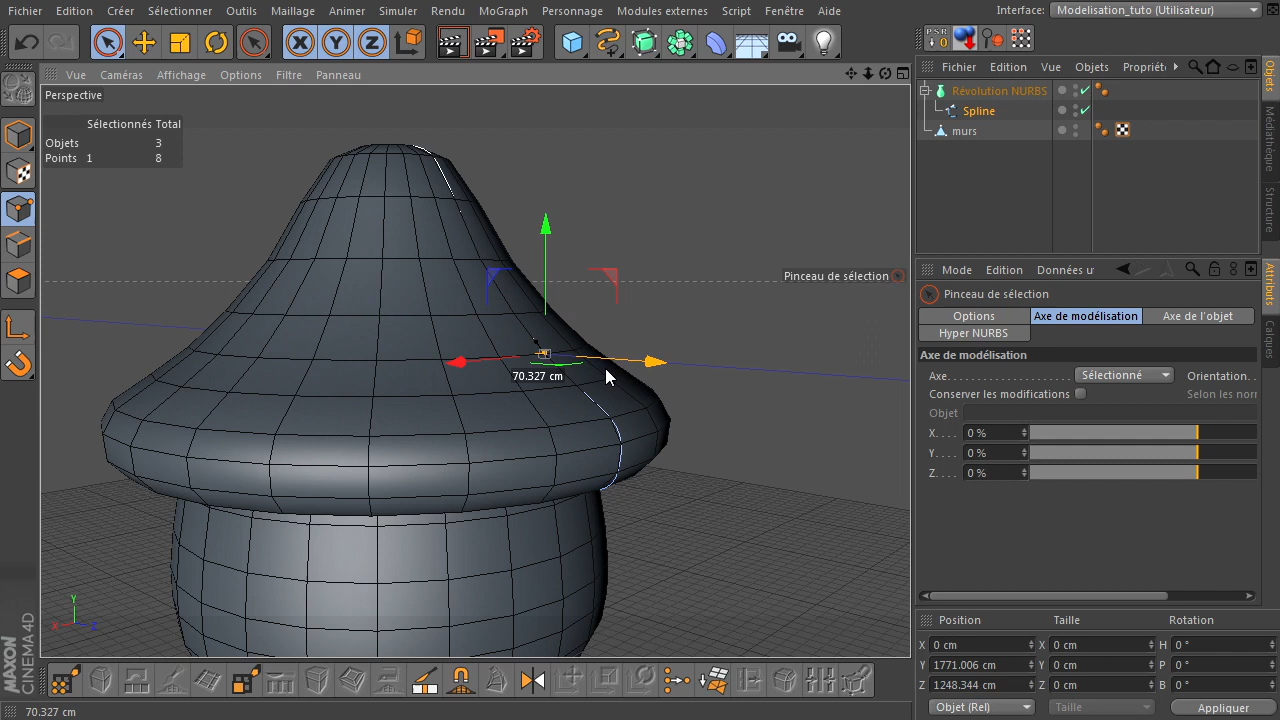 Fichier Edition Créer Sélectionner Outils Maillage Animer Simuler Rendu MoGraph Personnage Modules externes Script Fenêtre Aide Interface: Modelisation_tuto (Utilisateur)
X Y Z PSR 0
Vue Caméras Affichage Options Filtre Panneau
Fichier Edition Vue Objets Propriét
Perspective
Révolution NURBS
Spline
murs
Sélectionnés Total
Objets 3
Points 1 8
Pinceau de sélection
70.327 cm
Objets
Médiathèque
Structure
Attributs
Calques
Mode Edition Données ut
Pinceau de sélection
Options Axe de modélisation Axe de l'objet
Hyper NURBS
Axe de modélisation
Axe. . . . . . . . . . . . . . . . . . Sélectionné Orientation. .
Conserver les modifications Selon les nor
Objet
X. . . . 0 %
Y. . . . 0 %
Z. . . . 0 %
Y
X Z
MAXON
CINEMA 4D
Position Taille Rotation
X 0 cm X 0 cm H 0 °
Y 1771.006 cm Y 0 cm P 0 °
Z 1248.344 cm Z 0 cm B 0 °
Objet (Rel) Taille Appliquer
70.327 cm